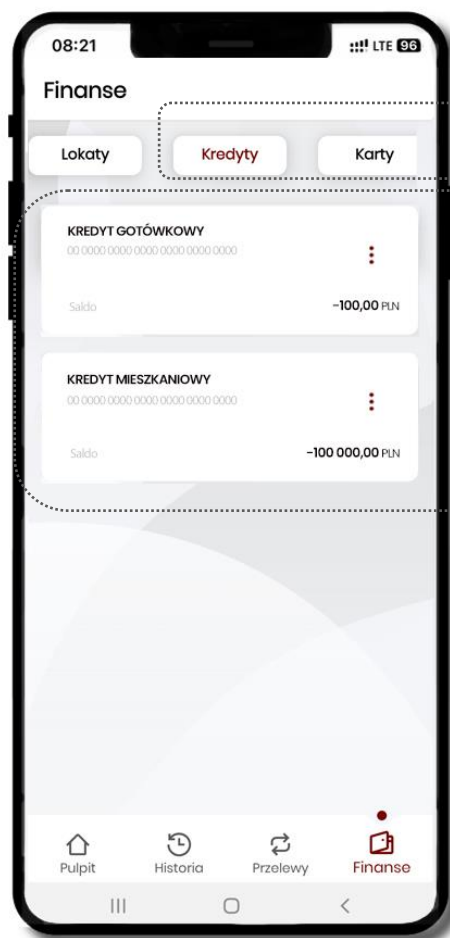 08:21 LTE 96
Finanse
Lokaty Kredyty Karty
KREDYT GOTÓWKOWY
00 0000 0000 0000 0000 0000 0000
Saldo -100,00 PLN
KREDYT MIESZKANIOWY
00 0000 0000 0000 0000 0000 0000
Saldo -100 000,00 PLN
Pulpit Historia Przelewy Finanse